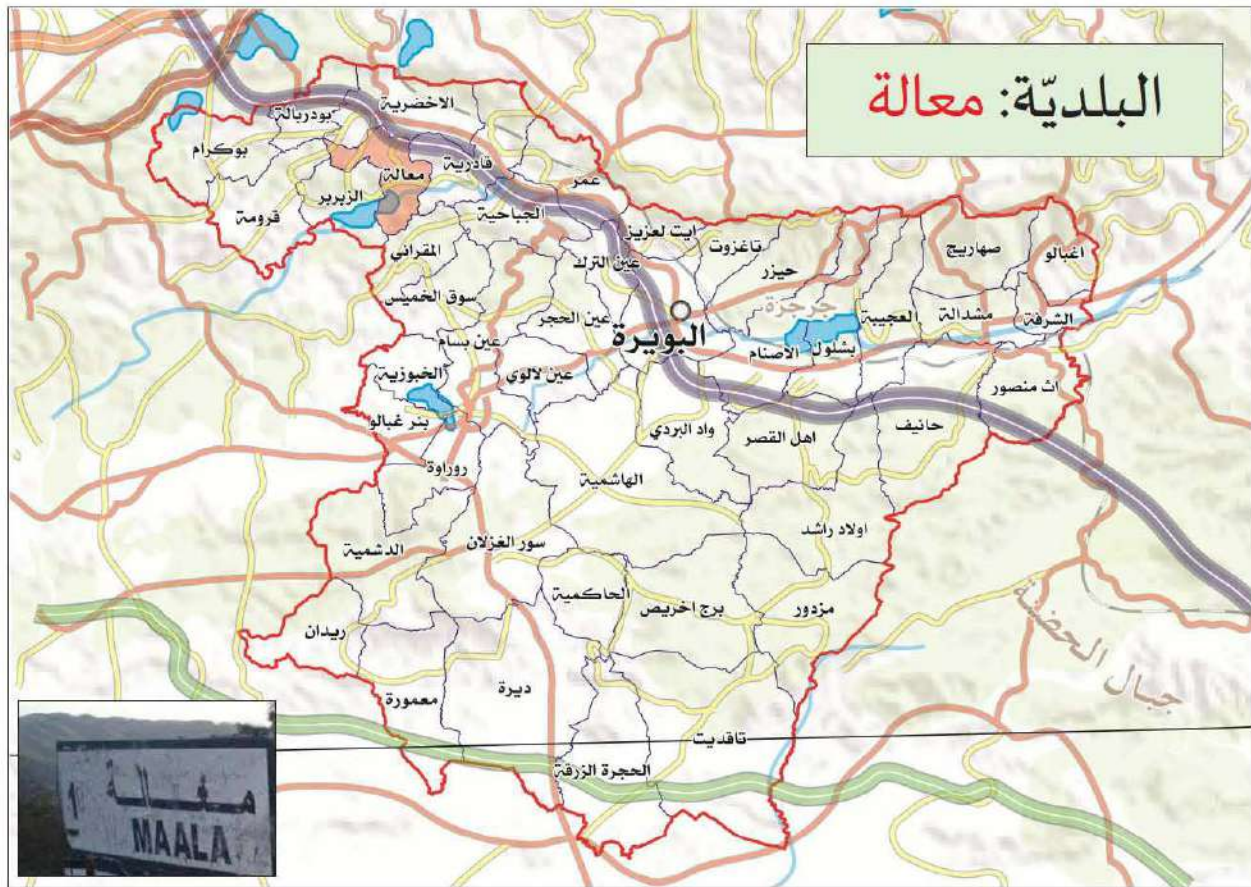 البلديّة: معالة
الاخضرية
بودربالة
بوكرام
قادرية
معالة
عمر
الزبربر
قرومة
الجباحية
ايت لعزيز
تاغزوت
صهاريج
اغبالو
المقراني
عين الترك
حيزر
سوق الخميس
جرجرة
العجيبة
مشدالة
الشرفة
عين الحجر
البويرة
الأصنام
بشلول
عين بسام
الخبوزية
عين لالوي
اث منصور
بئر غبالو
واد البردي
اهل القصر
حانيف
روراوة
الهاشمية
الدشمية
سور الغزلان
اولاد راشد
الحاكمية
برج اخريص
مزدور
ريدان
جبال الحضنة
معمورة
ديرة
تاقديت
الحجرة الزرقة
معالة
1
MAALA